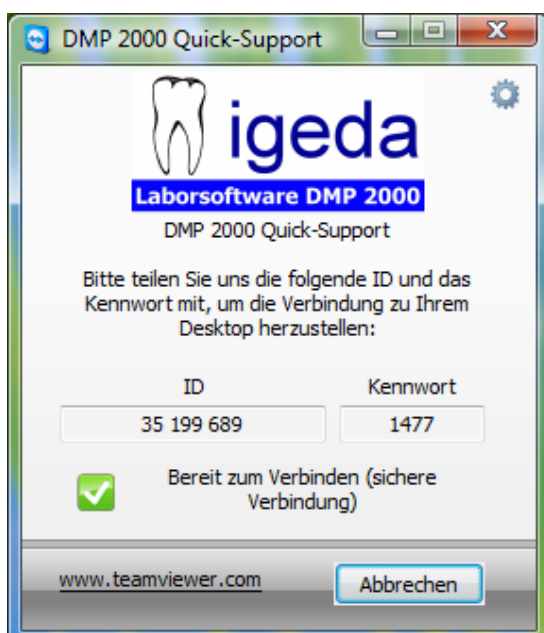 DMP 2000 Quick-Support
igeda
Laborsoftware DMP 2000
DMP 2000 Quick-Support
Bitte teilen Sie uns die folgende ID und das
Kennwort mit, um die Verbindung zu Ihrem
Desktop herzustellen:
ID Kennwort
35 199 689 1477
Bereit zum Verbinden (sichere
Verbindung)
www.teamviewer.com Abbrechen